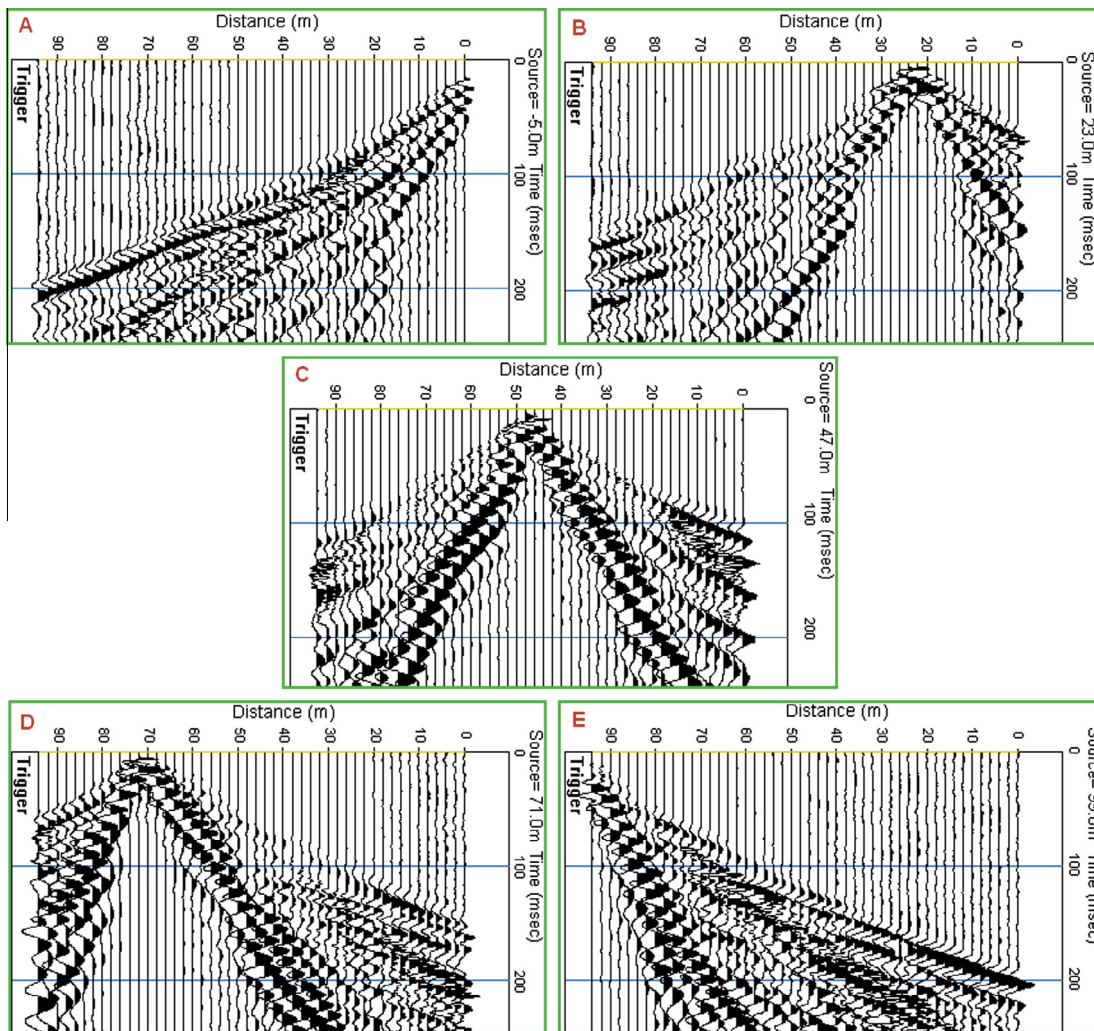 A
Distance (m)
90 80 70 60 50 40 30 20 10 0
Source= -5.0m Time (msec)
0
100
200
Trigger
B
Distance (m)
90 80 70 60 50 40 30 20 10 0
Source= 23.0m Time (msec)
0
100
200
Trigger
C
Distance (m)
90 80 70 60 50 40 30 20 10 0
Source= 47.0m Time (msec)
0
100
200
Trigger
D
Distance (m)
90 80 70 60 50 40 30 20 10 0
Source= 71.0m Time (msec)
0
100
200
Trigger
E
Distance (m)
90 80 70 60 50 40 30 20 10 0
Source= Time (msec)
0
100
200
Trigger